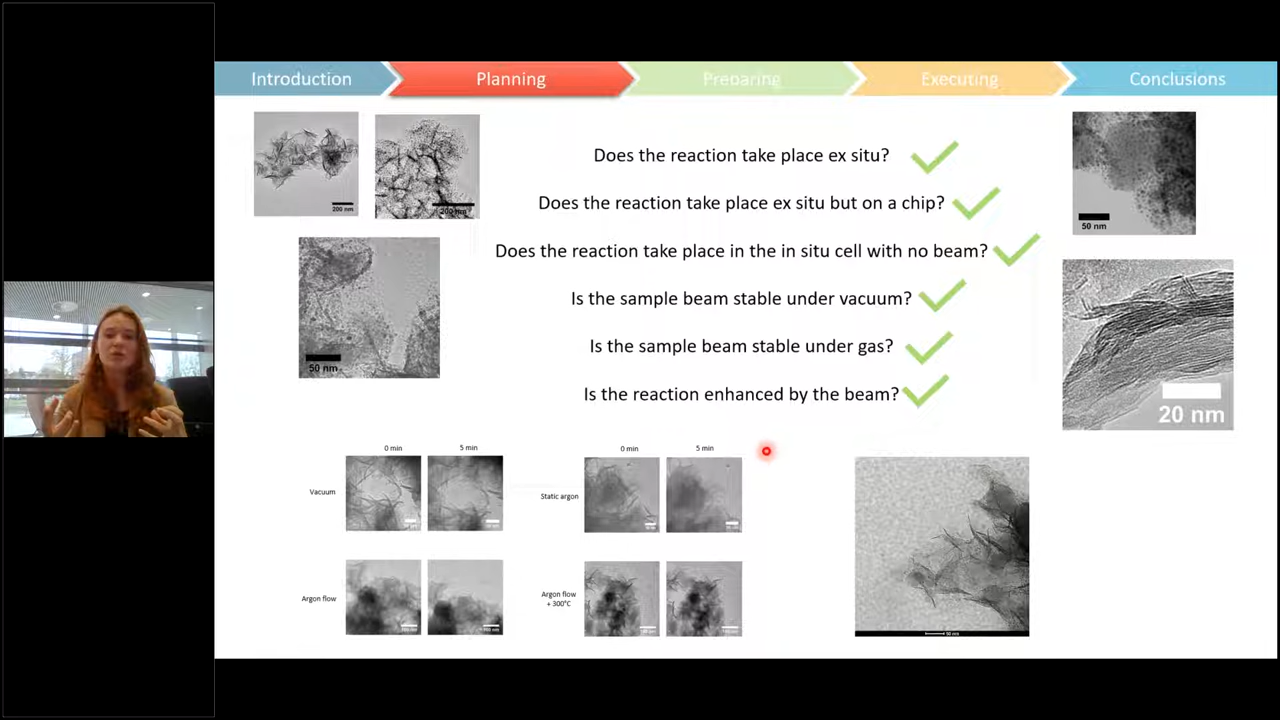 Introduction
Planning
Preparing
Executing
Conclusions
200 nm
200 nm
50 nm
Does the reaction take place ex situ?
Does the reaction take place ex situ but on a chip?
Does the reaction take place in the in situ cell with no beam?
Is the sample beam stable under vacuum?
Is the sample beam stable under gas?
Is the reaction enhanced by the beam?
50 nm
20 nm
0 min
5 min
Vacuum
Argon flow
0 min
5 min
Static argon
Argon flow
+ 300°C
50 nm